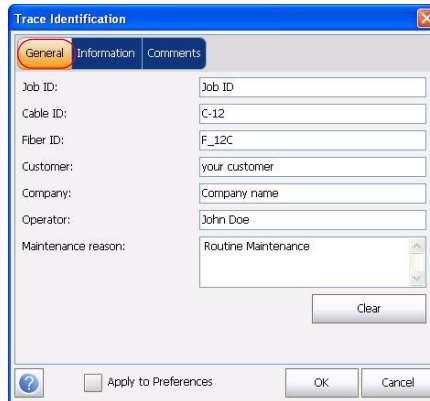 Trace Identification
General Information Comments
Job ID: Job ID
Cable ID: C-12
Fiber ID: F_12C
Customer: your customer
Company: Company name
Operator: John Doe
Maintenance reason: Routine Maintenance
Clear
? Apply to Preferences OK Cancel